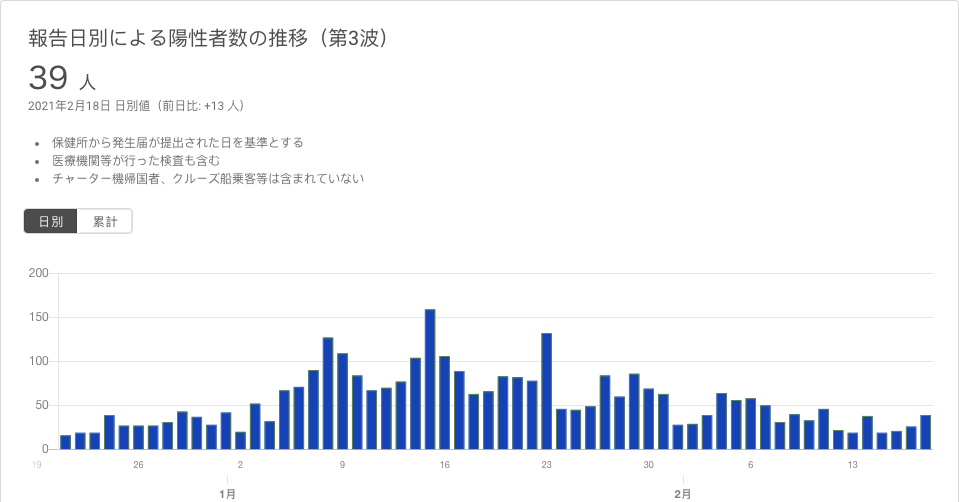 報告日別による陽性者数の推移（第3波）
39 人
2021年2月18日 日別値（前日比: +13 人）
保健所から発生届が提出された日を基準とする
医療機関等が行った検査も含む
チャーター機帰国者、クルーズ船乗客等は含まれていない
日別 累計
200
150
100
50
0
19 26 2 9 16 23 30 6 13
1月 2月